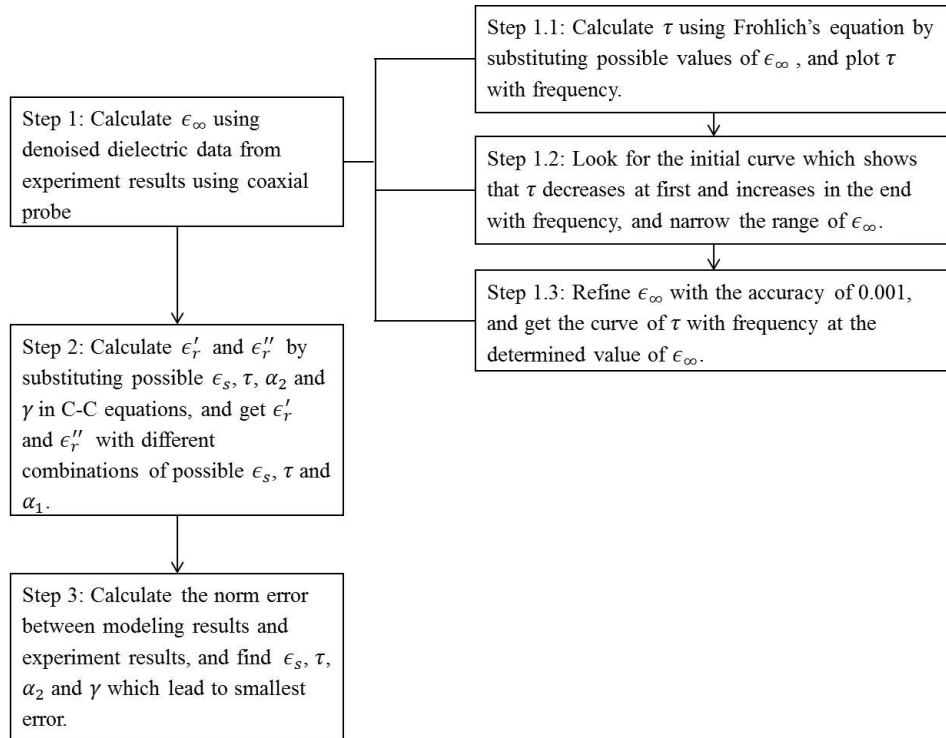 Step 1: Calculate ϵ∞ using
denoised dielectric data from
experiment results using coaxial
probe
Step 1.1: Calculate τ using Frohlich’s equation by
substituting possible values of ϵ∞ , and plot τ
with frequency.
Step 1.2: Look for the initial curve which shows
that τ decreases at first and increases in the end
with frequency, and narrow the range of ϵ∞.
Step 1.3: Refine ϵ∞ with the accuracy of 0.001,
and get the curve of τ with frequency at the
determined value of ϵ∞.
Step 2: Calculate ϵ′r and ϵ′′r by
substituting possible ϵs, τ, α2 and
γ in C-C equations, and get ϵ′r
and ϵ′′r with different
combinations of possible ϵs, τ and
α1.
Step 3: Calculate the norm error
between modeling results and
experiment results, and find ϵs, τ,
α2 and γ which lead to smallest
error.